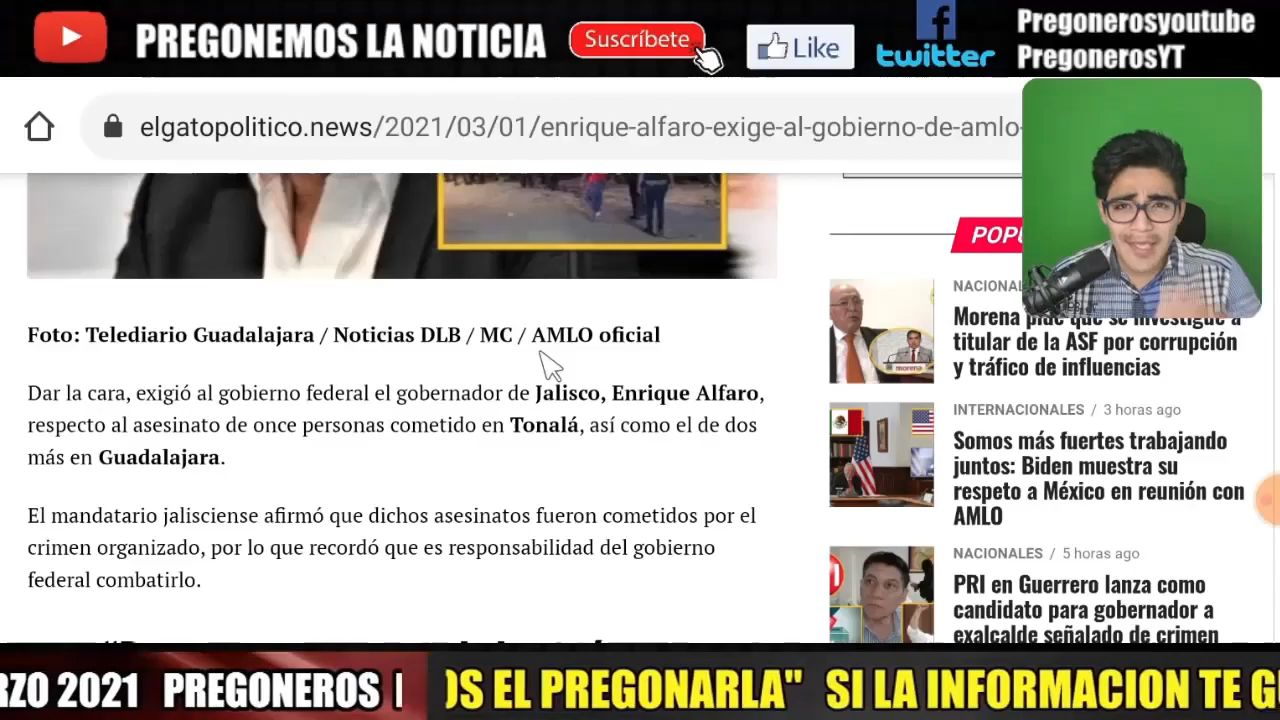 PREGONEMOS LA NOTICIA
Suscríbete
Like
twitter
Pregonerosyoutube
PregonerosYT
elgatopolitico.news/2021/03/01/enrique-alfaro-exige-al-gobierno-de-amlo-
Foto: Telediario Guadalajara / Noticias DLB / MC / AMLO oficial
Dar la cara, exigió al gobierno federal el gobernador de Jalisco, Enrique Alfaro,
respecto al asesinato de once personas cometido en Tonalá, así como el de dos
más en Guadalajara.
El mandatario jalisciense afirmó que dichos asesinatos fueron cometidos por el
crimen organizado, por lo que recordó que es responsabilidad del gobierno
federal combatirlo.
NACIONAL
Morena pide que se investigue a
titular de la ASF por corrupción
y tráfico de influencias
morena
INTERNACIONALES / 3 horas ago
Somos más fuertes trabajando
juntos: Biden muestra su
respeto a México en reunión con
AMLO
NACIONALES / 5 horas ago
PRI en Guerrero lanza como
candidato para gobernador a
exalcalde señalado de crimen
RZO 2021 PREGONEROS |
OS EL PREGONARLA" SI LA INFORMACION TE G